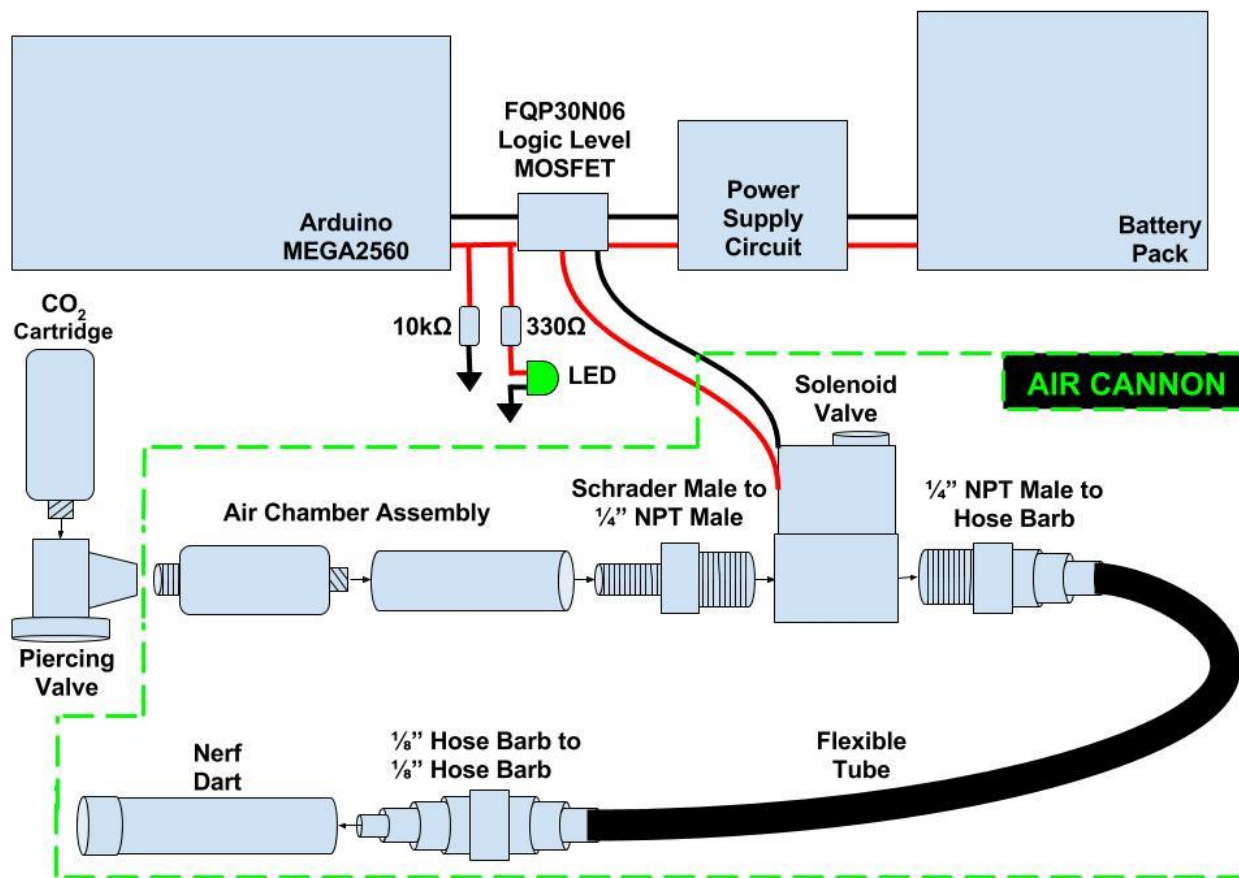 FQP30N06
Logic Level
MOSFET
Arduino
MEGA2560
Power
Supply
Circuit
Battery
Pack
CO₂
Cartridge
10kΩ
330Ω
LED
AIR CANNON
Solenoid
Valve
Air Chamber Assembly
Schrader Male to
¼” NPT Male
¼” NPT Male to
Hose Barb
Piercing
Valve
Nerf
Dart
⅛” Hose Barb to
⅛” Hose Barb
Flexible
Tube